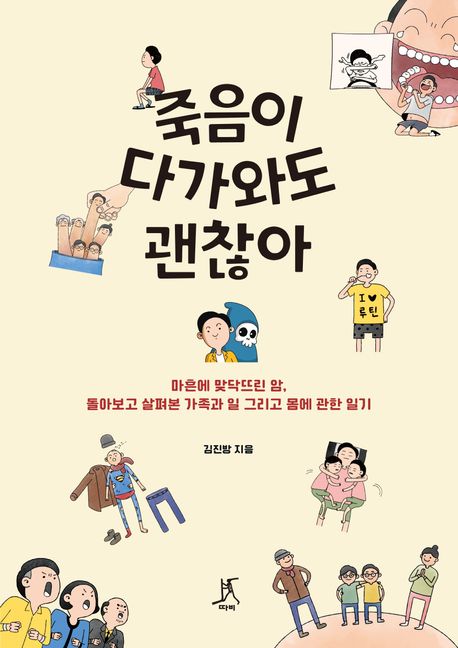 죽음이
다가와도
괜찮아
I ♥
루틴
마흔에 맞닥뜨린 암,
돌아보고 살펴본 가족과 일 그리고 몸에 관한 일기
김진방 지음
따비